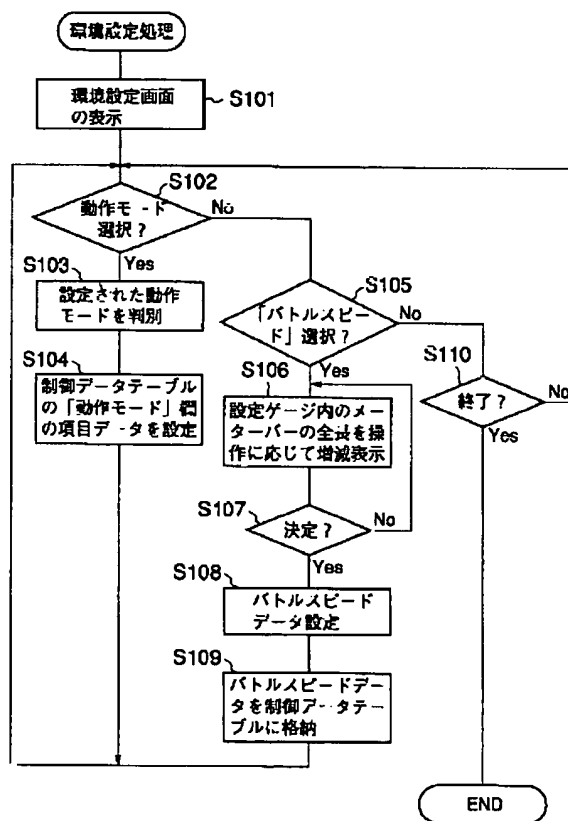 環境設定処理
環境設定画面
の表示
S101
S102
動作モード
選択？
No
Yes
S103
設定された動作
モードを判別
S104
制御データテーブル
の「動作モード」欄
の項目データを設定
S105
「バトルスピー
ド」選択？
No
Yes
S106
設定ゲージ内のメー
ターバーの全長を操
作に応じて増減表示
S107
決定？
No
Yes
S108
バトルスピード
データ設定
S109
バトルスピードデー
タを制御データテー
ブルに格納
S110
終了？
No
Yes
END